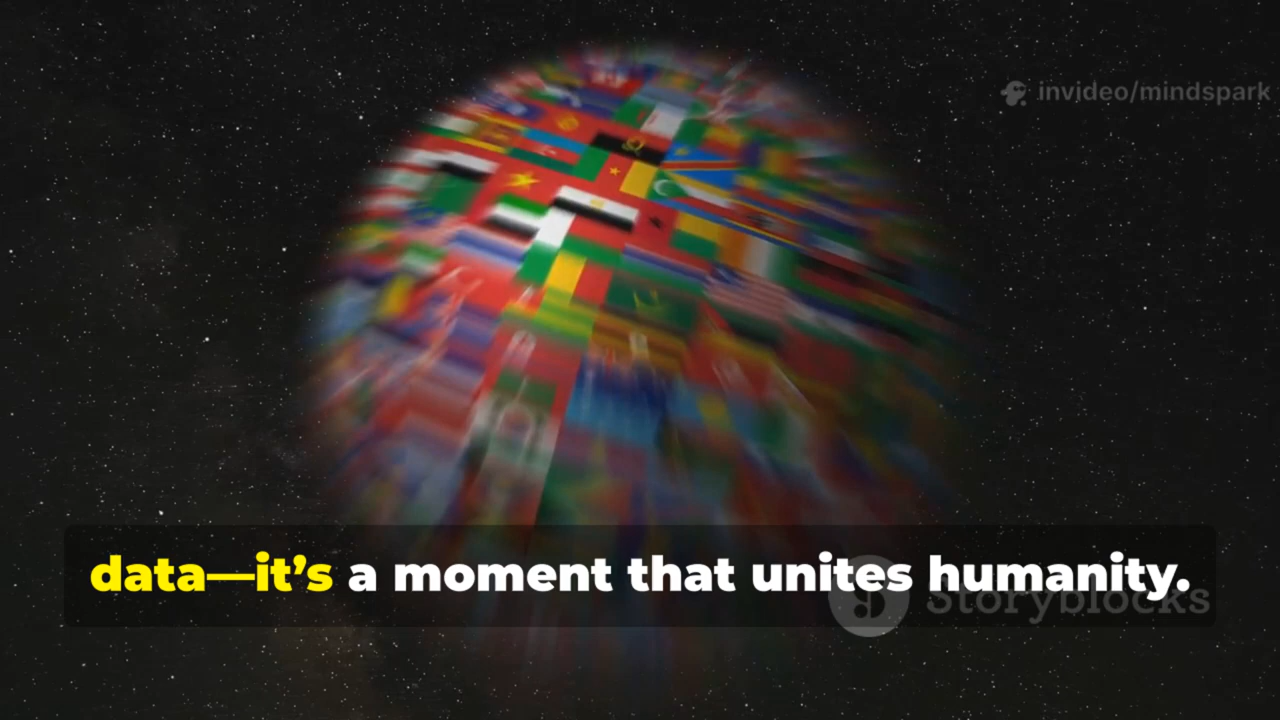 invideo/mindspark
data—it’s a moment that unites humanity.
Storyblocks